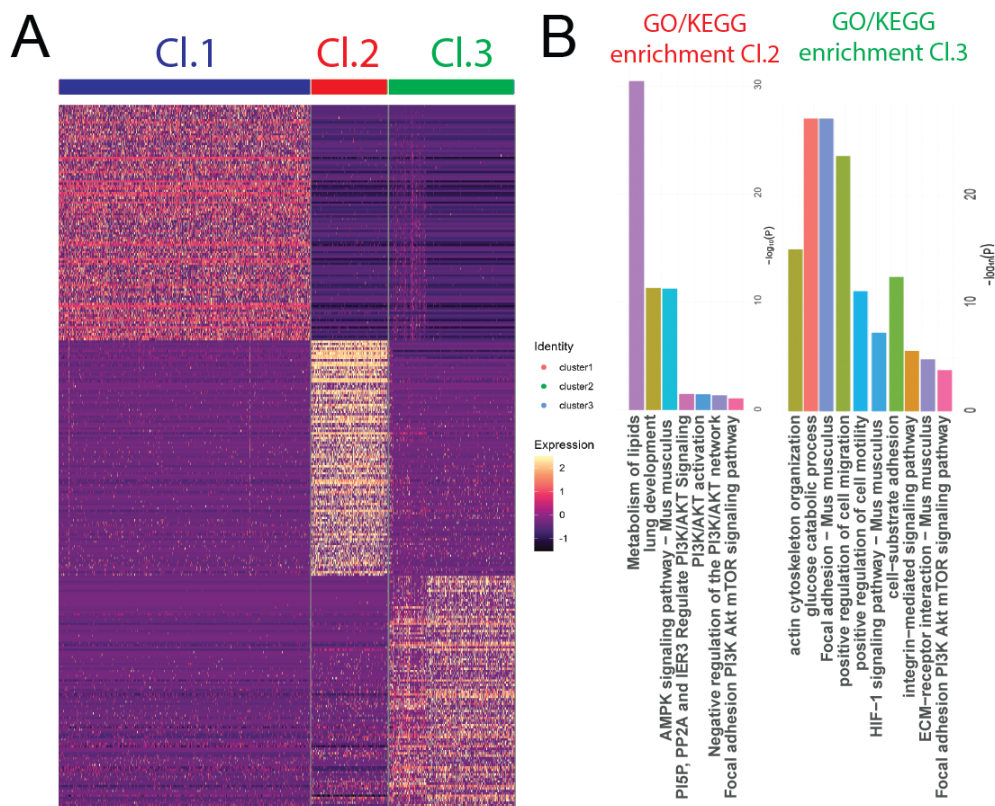 A
Cl.1
Cl.2
Cl.3
Identity
cluster1
cluster2
cluster3
Expression
2
1
0
-1
B
GO/KEGG
enrichment Cl.2
30
20
10
0
-log₁₀(P)
Metabolism of lipids
lung development
AMPK signaling pathway - Mus musculus
PI5P, PP2A and IER3 Regulate PI3K/AKT Signaling
PI3K/AKT activation
Negative regulation of the PI3K/AKT network
Focal adhesion PI3K Akt mTOR signaling pathway
GO/KEGG
enrichment Cl.3
20
10
0
-log₁₀(P)
actin cytoskeleton organization
glucose catabolic process
Focal adhesion - Mus musculus
positive regulation of cell migration
positive regulation of cell motility
HIF-1 signaling pathway - Mus musculus
cell-substrate adhesion
integrin-mediated signaling pathway
ECM-receptor interaction - Mus musculus
Focal adhesion PI3K Akt mTOR signaling pathway